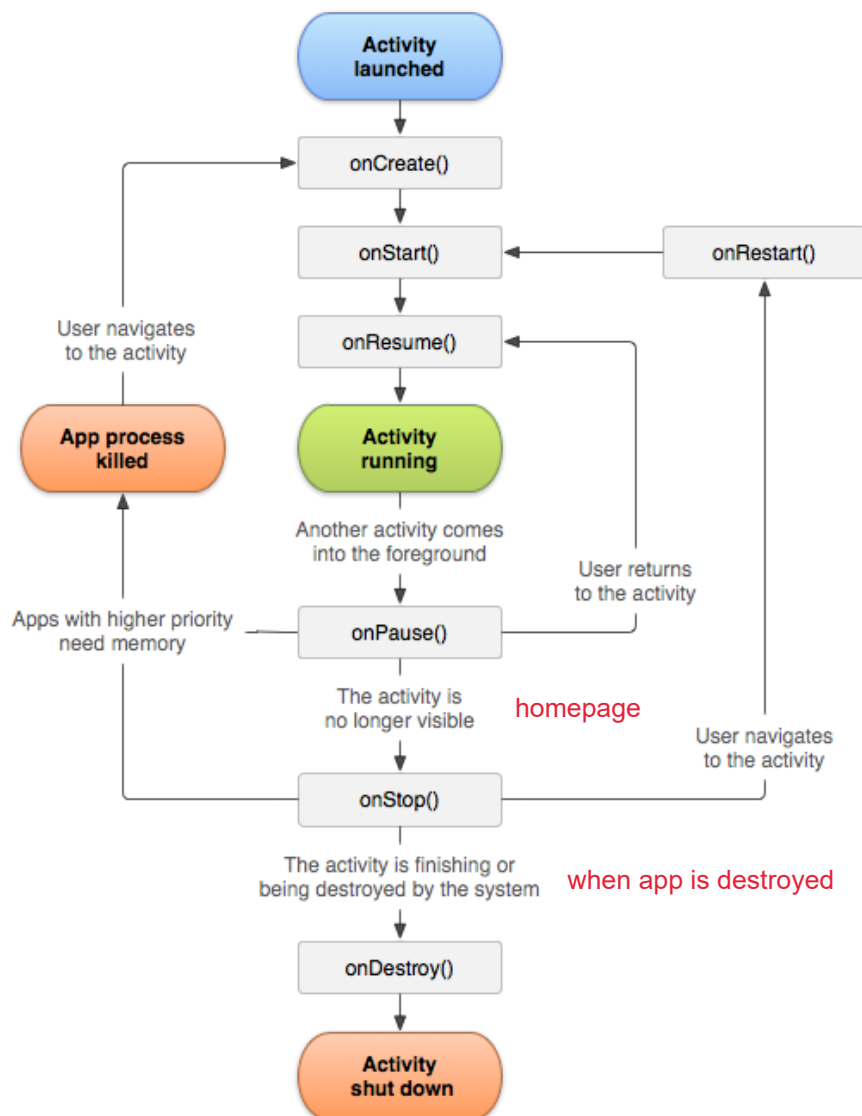 Activity
launched
onCreate()
onStart()
onRestart()
User navigates
to the activity
onResume()
App process
killed
Activity
running
Another activity comes
into the foreground
User returns
to the activity
Apps with higher priority
need memory
onPause()
The activity is
no longer visible
homepage
User navigates
to the activity
onStop()
The activity is finishing or
being destroyed by the system
when app is destroyed
onDestroy()
Activity
shut down